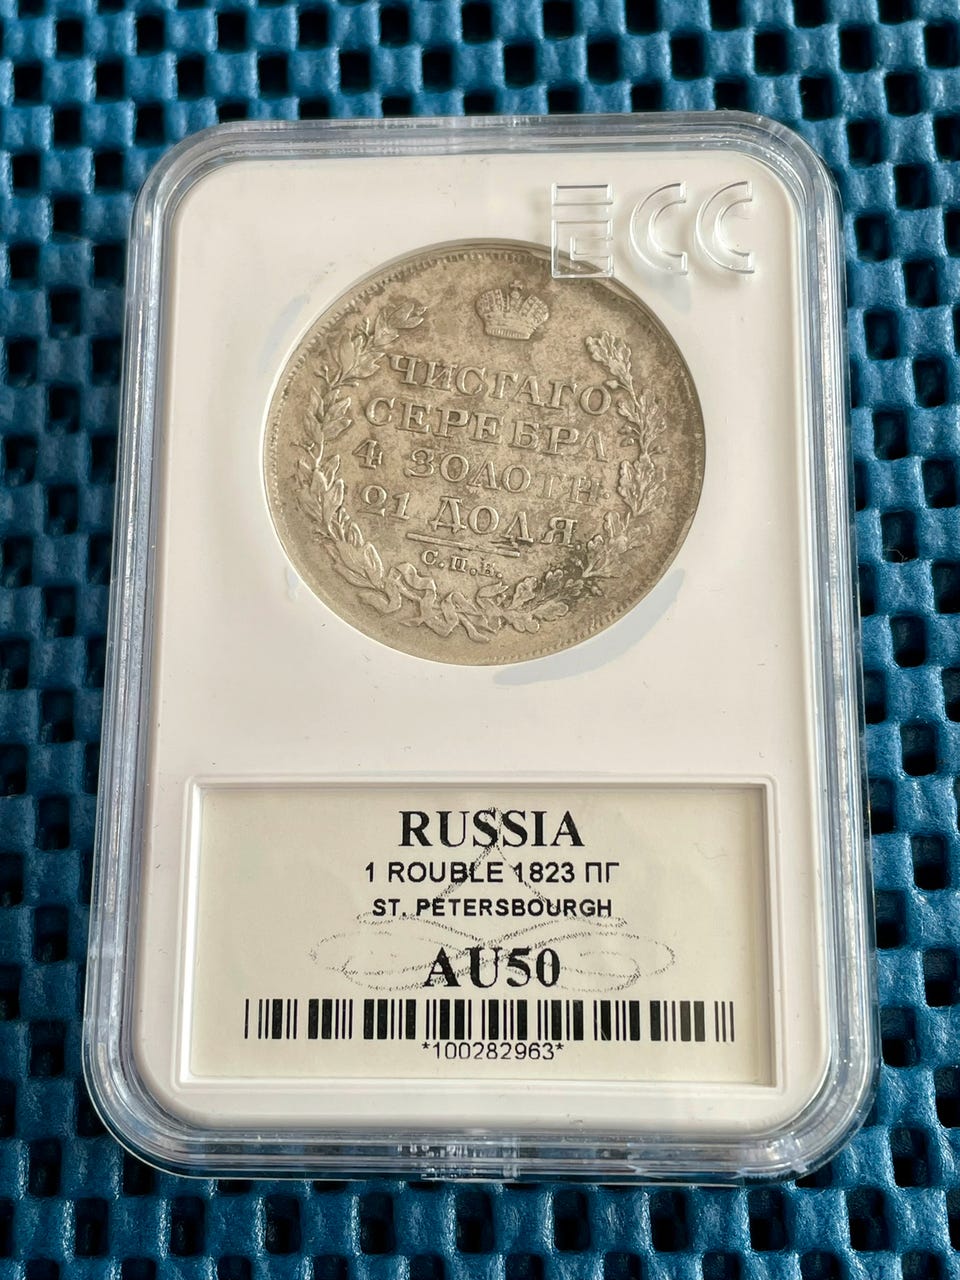 ECC
ЧИСТАГО
СЕРЕБРА
4 ЗОЛОТН.
21 ДОЛЯ.
С.П.Б.
RUSSIA
1 ROUBLE 1823 ПГ
ST. PETERSBOURGH
AU50
*100282963*